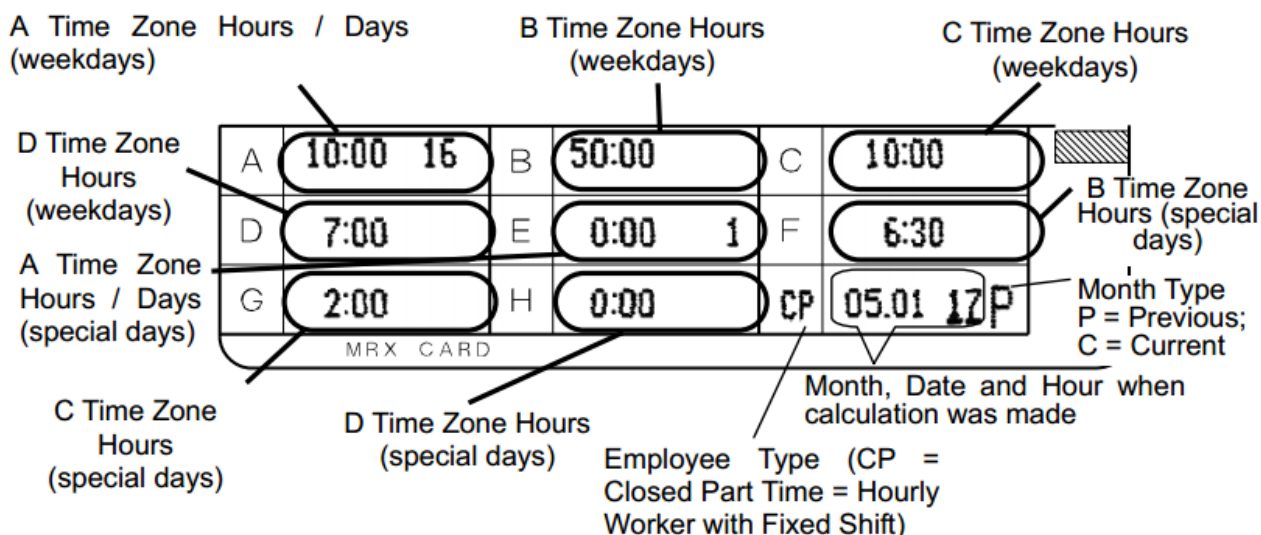 A Time Zone Hours / Days
(weekdays)
B Time Zone Hours
(weekdays)
C Time Zone Hours
(weekdays)
D Time Zone
Hours
(weekdays)
A Time Zone
Hours / Days
(special days)
A 10:00 16 B 50:00 C 10:00
D 7:00 E 0:00 1 F 6:30
G 2:00 H 0:00 CP 05.01 17 P
MRX CARD
B Time Zone
Hours (special
days)
Month Type
P = Previous;
C = Current
Month, Date and Hour when
calculation was made
C Time Zone
Hours
(special days)
D Time Zone Hours
(special days)
Employee Type (CP =
Closed Part Time = Hourly
Worker with Fixed Shift)